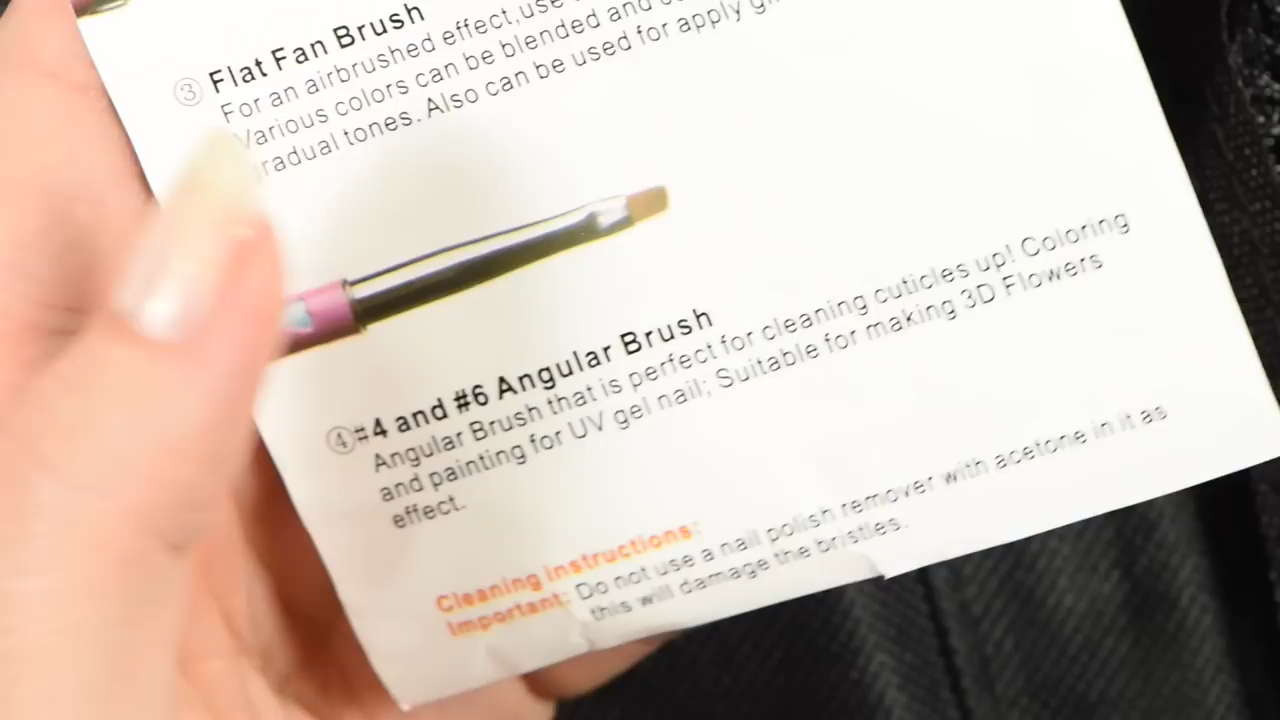 ③ Flat Fan Brush
For an airbrushed effect, use
Various colors can be blended and
radual tones. Also can be used for apply
④ #4 and #6 Angular Brush
Angular Brush that is perfect for cleaning cuticles up! Coloring
and painting for UV gel nail; Suitable for making 3D Flowers
effect.
Cleaning instructions:
Important: Do not use a nail polish remover with acetone in it as
this will damage the bristles.